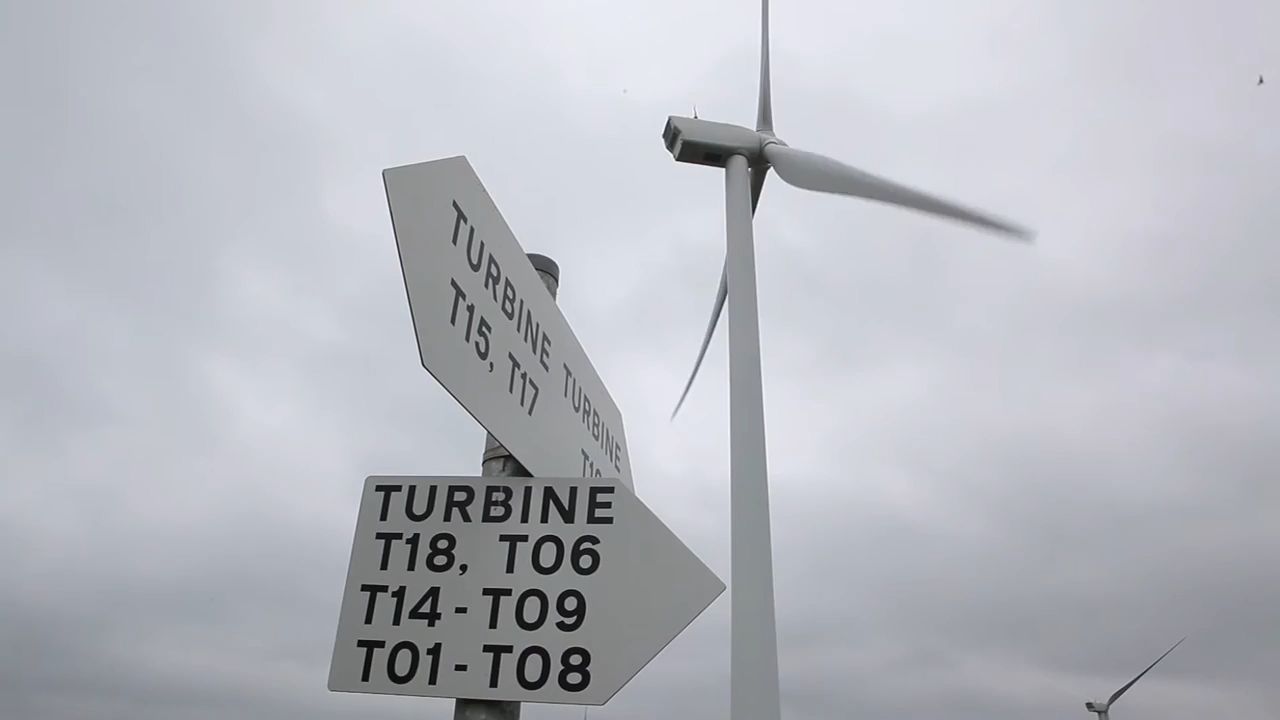 TURBINE
T15, T17
TURBINE
TURBINE
T18, T06
T14 - T09
T01 - T08